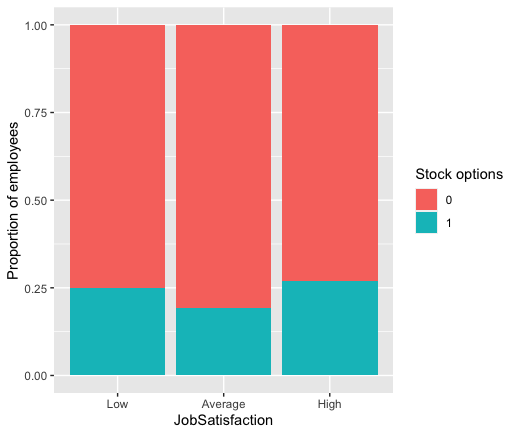 1.00
0.75
0.50
0.25
0.00
Proportion of employees
Low Average High
JobSatisfaction
Stock options
0
1